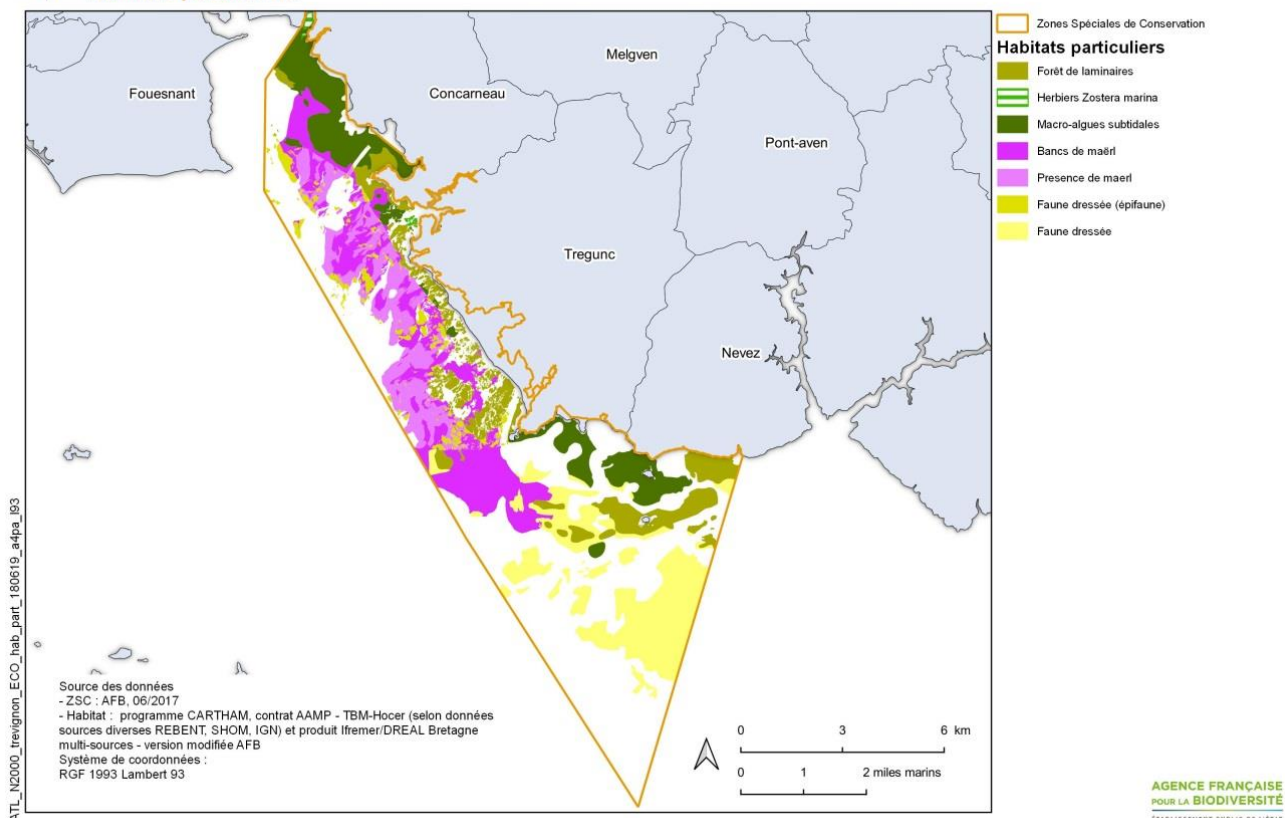 Zones Spéciales de Conservation
Habitats particuliers
Forêt de laminaires
Herbiers Zostera marina
Macro-algues subtidales
Bancs de maërl
Presence de maerl
Faune dressée (épifaune)
Faune dressée
Melgven
Fouesnant
Concarneau
Pont-aven
Tregunc
Nevez
ATL_N2000_trevignon_ECO_hab_part_180619_a4pa_l93
Source des données
- ZSC : AFB, 06/2017
- Habitat : programme CARTHAM, contrat AAMP - TBM-Hocer (selon données
sources diverses REBENT, SHOM, IGN) et produit Ifremer/DREAL Bretagne
multi-sources - version modifiée AFB
Système de coordonnées :
RGF 1993 Lambert 93
0 3 6 km
0 1 2 miles marins
AGENCE FRANÇAISE
POUR LA BIODIVERSITÉ